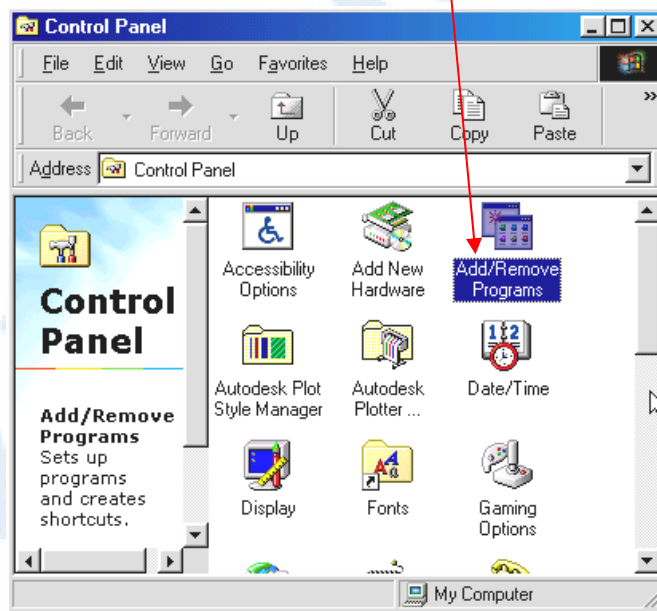 Control Panel
File Edit View Go Favorites Help
Back Forward Up Cut Copy Paste »
Address Control Panel
Control
Panel
Add/Remove
Programs
Sets up
programs
and creates
shortcuts.
Accessibility
Options
Add New
Hardware
Add/Remove
Programs
Autodesk Plot
Style Manager
Autodesk
Plotter ...
Date/Time
Display
Fonts
Gaming
Options
My Computer